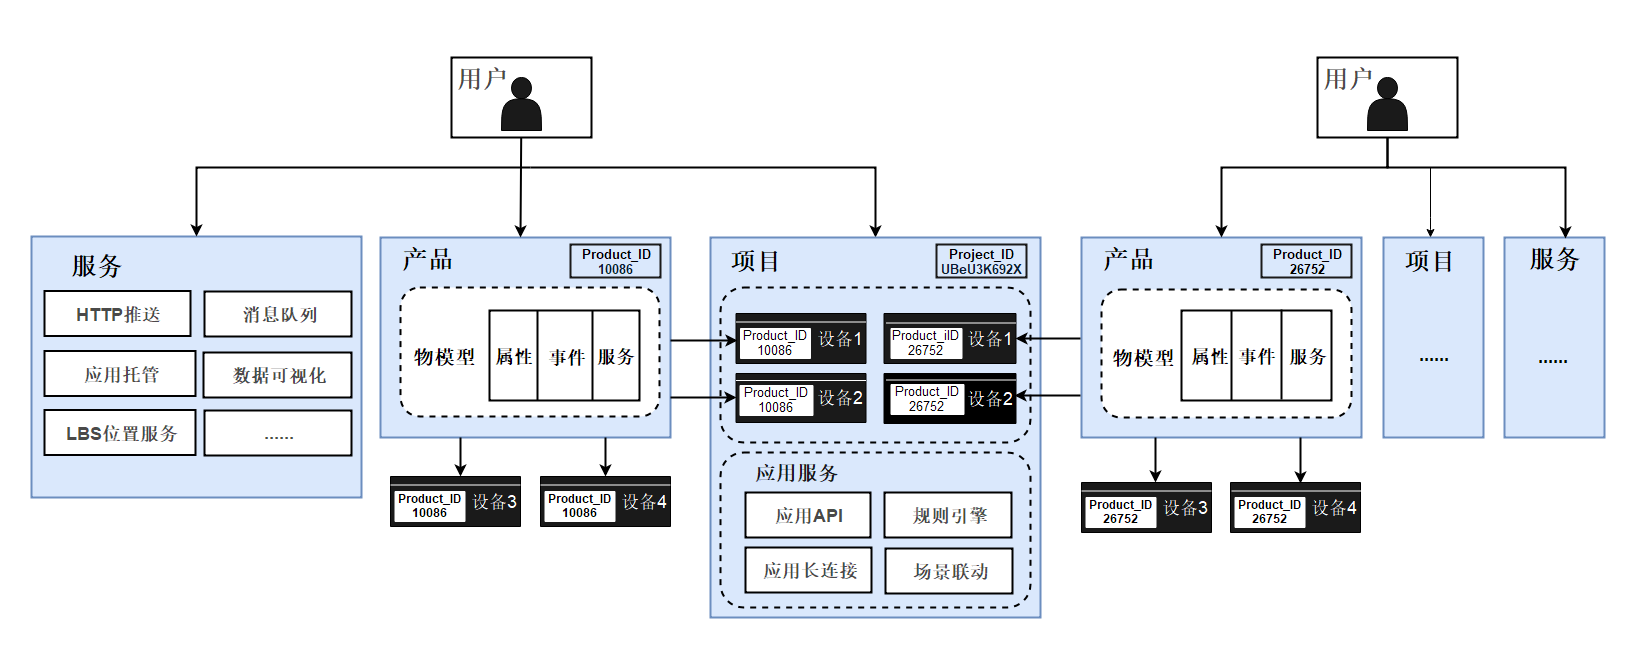 用户
用户
服务
HTTP推送
消息队列
应用托管
数据可视化
LBS位置服务
......
产品
Product_ID
10086
物模型
属性
事件
服务
Product_ID
10086
设备3
Product_ID
10086
设备4
项目
Project_ID
UBeU3K692X
Product_ID
10086
设备1
Product_iID
26752
设备1
Product_ID
10086
设备2
Product_ID
26752
设备2
应用服务
应用API
规则引擎
应用长连接
场景联动
产品
Product_ID
26752
物模型
属性
事件
服务
Product_ID
26752
设备3
Product_ID
26752
设备4
项目
......
服务
......